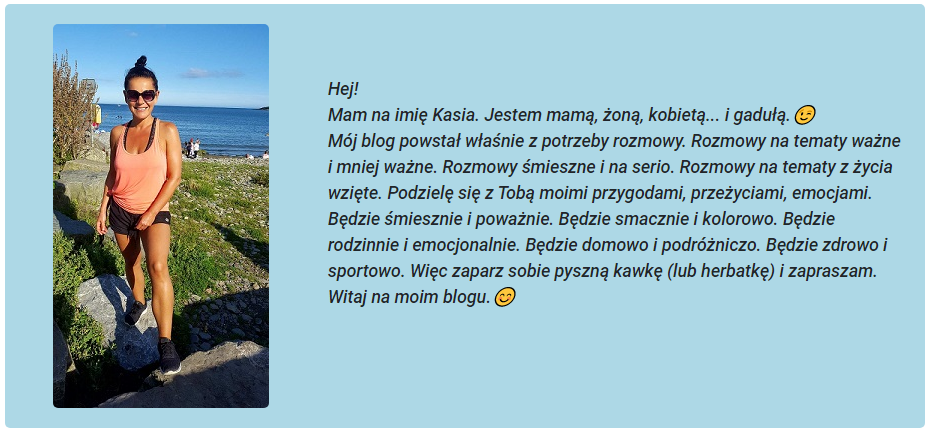 Hej!
Mam na imię Kasia. Jestem mamą, żoną, kobietą... i gadułą. 😉
Mój blog powstał właśnie z potrzeby rozmowy. Rozmowy na tematy ważne
i mniej ważne. Rozmowy śmieszne i na serio. Rozmowy na tematy z życia
wzięte. Podzielę się z Tobą moimi przygodami, przeżyciami, emocjami.
Będzie śmiesznie i poważnie. Będzie smacznie i kolorowo. Będzie
rodzinnie i emocjonalnie. Będzie domowo i podróżniczo. Będzie zdrowo i
sportowo. Więc zaparz sobie pyszną kawkę (lub herbatkę) i zapraszam.
Witaj na moim blogu. 😊